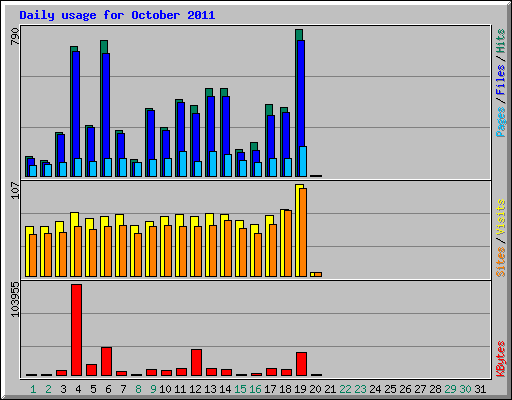 Daily usage for October 2011
790
Pages / Files / Hits
107
Sites / Visits
103955
KBytes
1 2 3 4 5 6 7 8 9 10 11 12 13 14 15 16 17 18 19 20 21 22 23 24 25 26 27 28 29 30 31